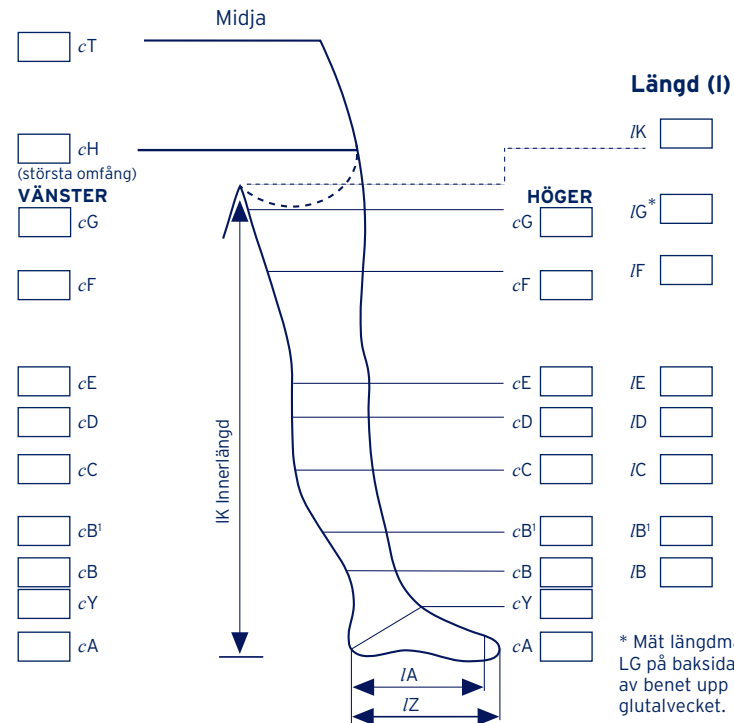 Midja
cT
Längd (l)
lK
cH
(största omfång)
VÄNSTER
HÖGER
cG
cG
lG*
cF
cF
lF
cE
cE
lE
cD
cD
lD
cC
cC
lC
lK Innerlängd
cB¹
cB¹
lB¹
cB
cB
lB
cY
cY
cA
cA
* Mät längdm
LG på baksida
av benet upp
glutalvecket.
lA
lZ